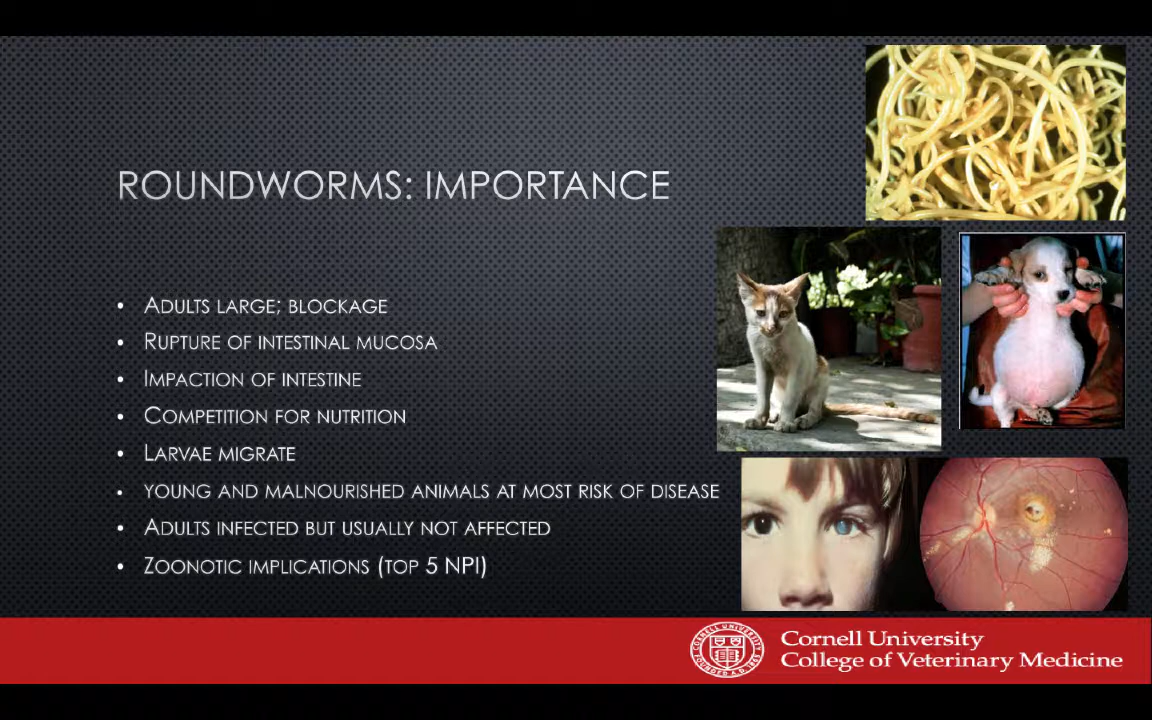 ROUNDWORMS: IMPORTANCE
• ADULTS LARGE; BLOCKAGE
• RUPTURE OF INTESTINAL MUCOSA
• IMPACTION OF INTESTINE
• COMPETITION FOR NUTRITION
• LARVAE MIGRATE
• YOUNG AND MALNOURISHED ANIMALS AT MOST RISK OF DISEASE
• ADULTS INFECTED BUT USUALLY NOT AFFECTED
• ZOONOTIC IMPLICATIONS (TOP 5 NPI)
Cornell University
College of Veterinary Medicine